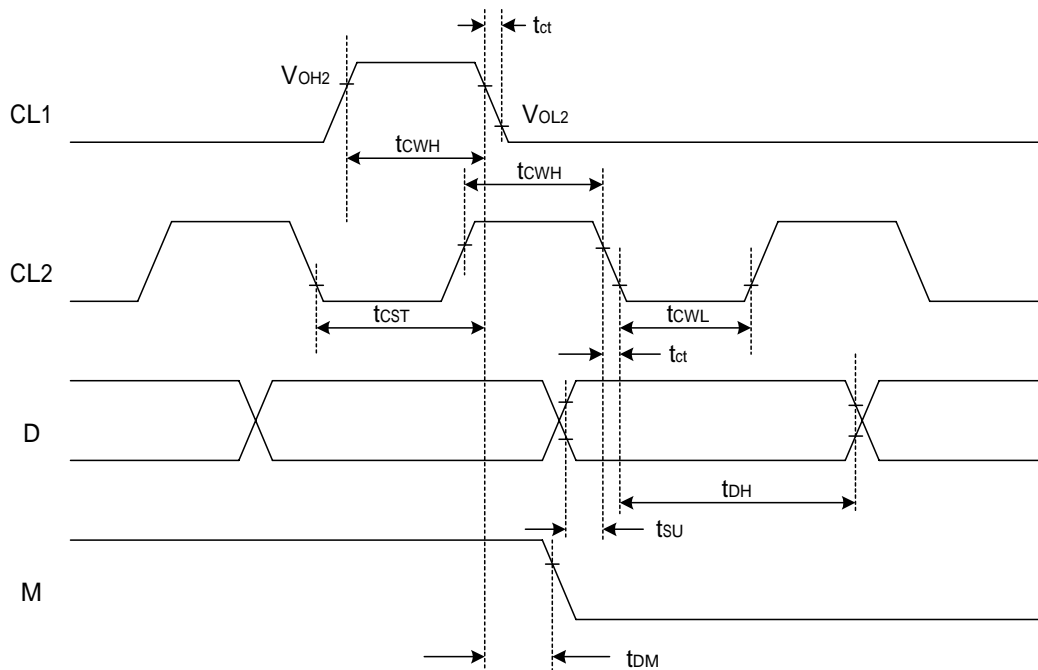 tct
VOH2
CL1
VOL2
tCWH
tCWH
CL2
tCST
tCWL
tct
D
tDH
tSU
M
tDM